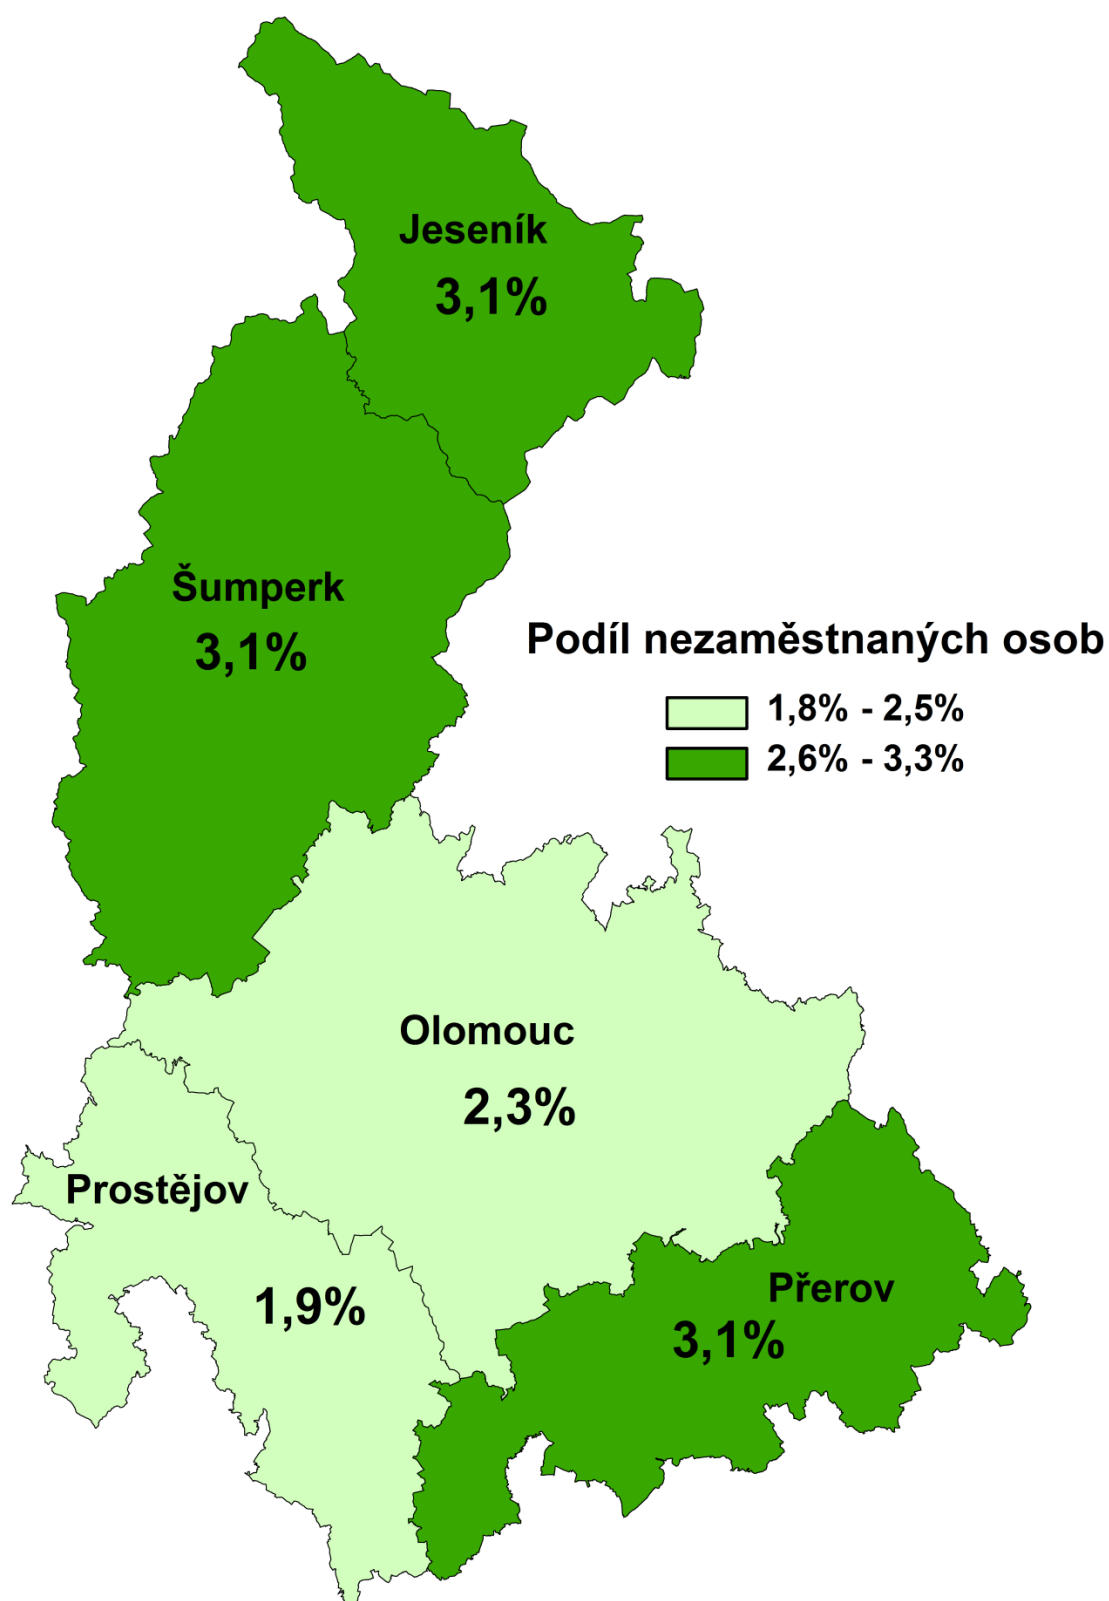 Jeseník
3,1%
Šumperk
3,1%
Podíl nezaměstnaných osob
1,8% - 2,5%
2,6% - 3,3%
Olomouc
2,3%
Prostějov
1,9%
Přerov
3,1%